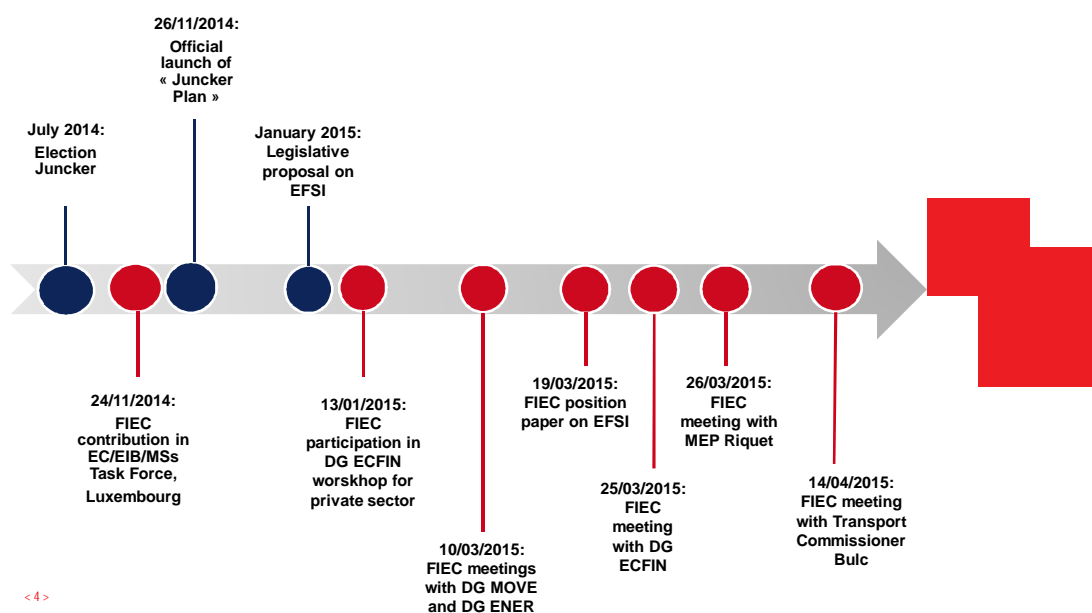 26/11/2014:
Official
launch of
« Juncker
Plan »
July 2014:
Election
Juncker
January 2015:
Legislative
proposal on
EFSI
24/11/2014:
FIEC
contribution in
EC/EIB/MSs
Task Force,
Luxembourg
13/01/2015:
FIEC
participation in
DG ECFIN
worskhop for
private sector
10/03/2015:
FIEC meetings
with DG MOVE
and DG ENER
19/03/2015:
FIEC position
paper on EFSI
25/03/2015:
FIEC
meeting
with DG
ECFIN
26/03/2015:
FIEC
meeting with
MEP Riquet
14/04/2015:
FIEC meeting
with Transport
Commissioner
Bulc
< 4 >